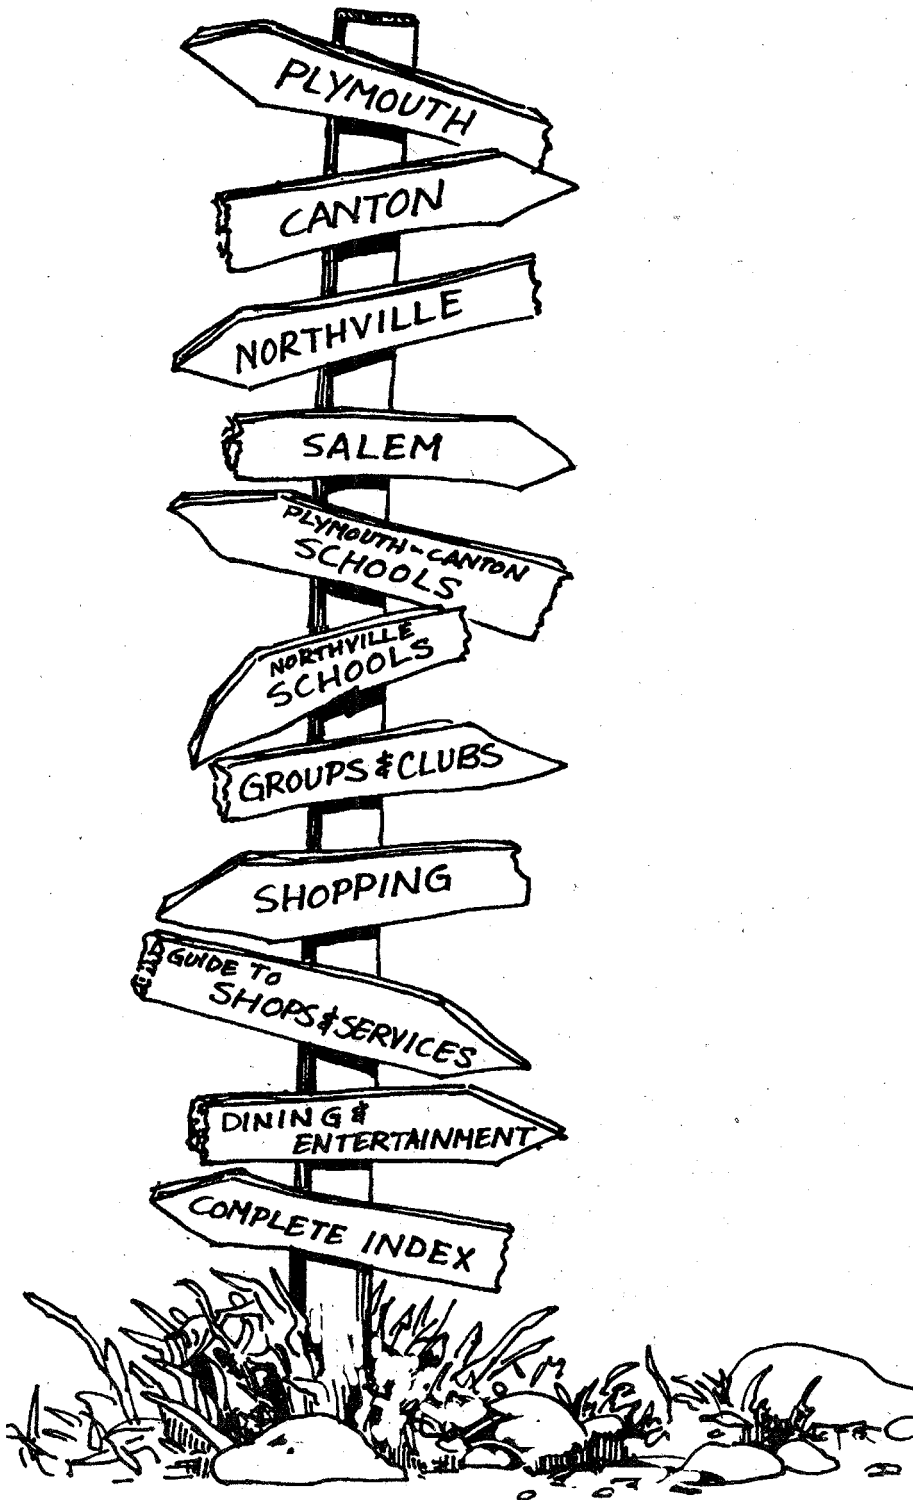 PLYMOUTH
CANTON
NORTHVILLE
SALEM
PLYMOUTH-CANTON
SCHOOLS
NORTHVILLE
SCHOOLS
GROUPS & CLUBS
SHOPPING
GUIDE TO
SHOPS & SERVICES
DINING &
ENTERTAINMENT
COMPLETE INDEX